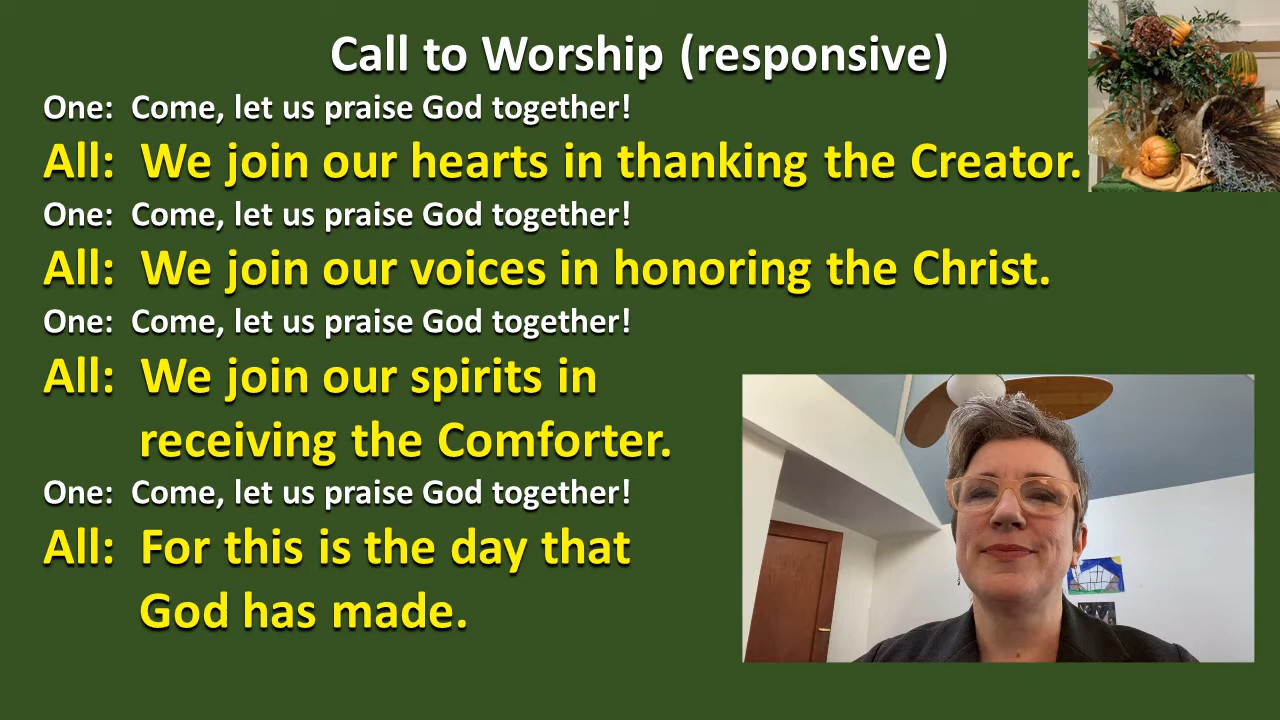 Call to Worship (responsive)
One: Come, let us praise God together!
All: We join our hearts in thanking the Creator.
One: Come, let us praise God together!
All: We join our voices in honoring the Christ.
One: Come, let us praise God together!
All: We join our spirits in
receiving the Comforter.
One: Come, let us praise God together!
All: For this is the day that
God has made.